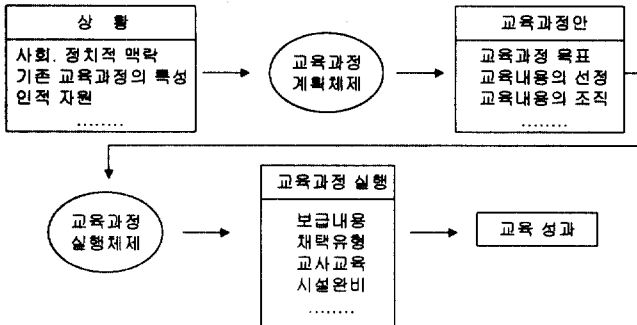 상 황
사회. 정치적 맥락
기존 교육과정의 특성
인적 자원
........
교육과정
계획체제
교육과정안
교육과정 목표
교육내용의 선정
교육내용의 조직
........
교육과정
실행체제
교육과정 실행
보급내용
채택유형
교사교육
시설완비
........
교육 성과